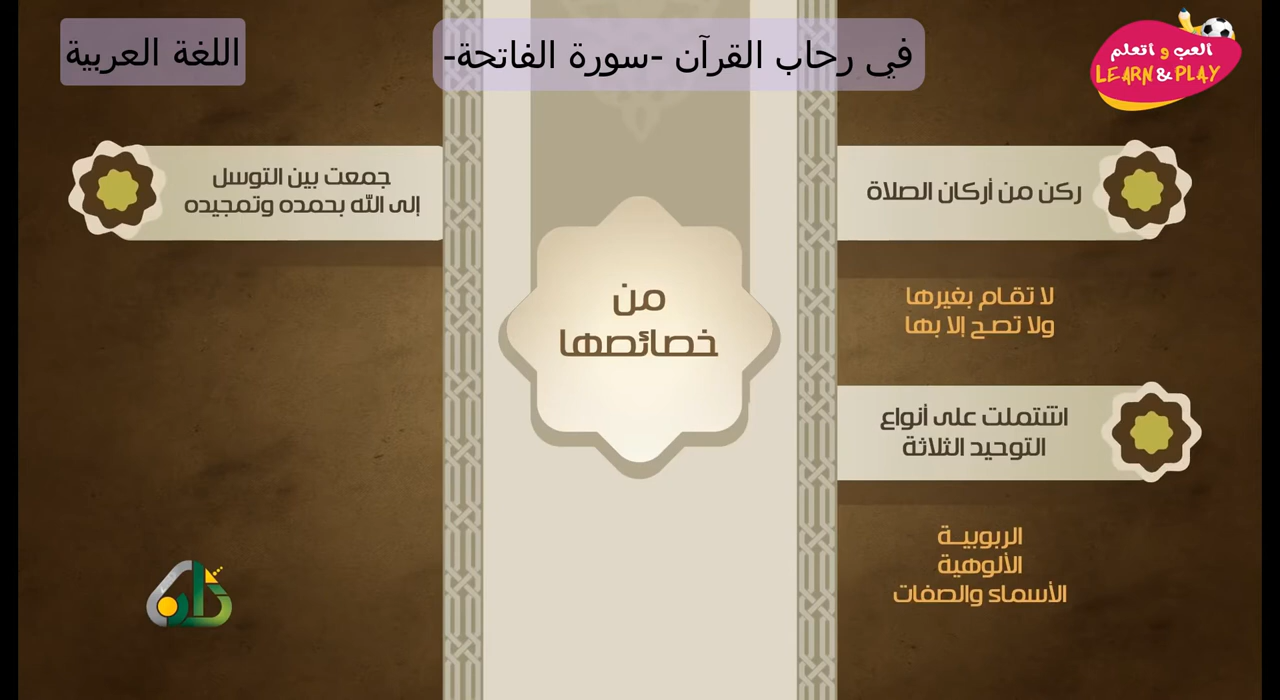 اللغة العربية
في رحاب القرآن -سورة الفاتحة-
العب و اتعلم
LEARN & PLAY
من
خصائصها
ركن من أركان الصلاة
لا تقام بغيرها
ولا تصح إلا بها
اشتملت على أنواع
التوحيد الثلاثة
الربوبية
الألوهية
الأسماء والصفات
جمعت بين التوسل
إلى الله بحمده وتمجيده